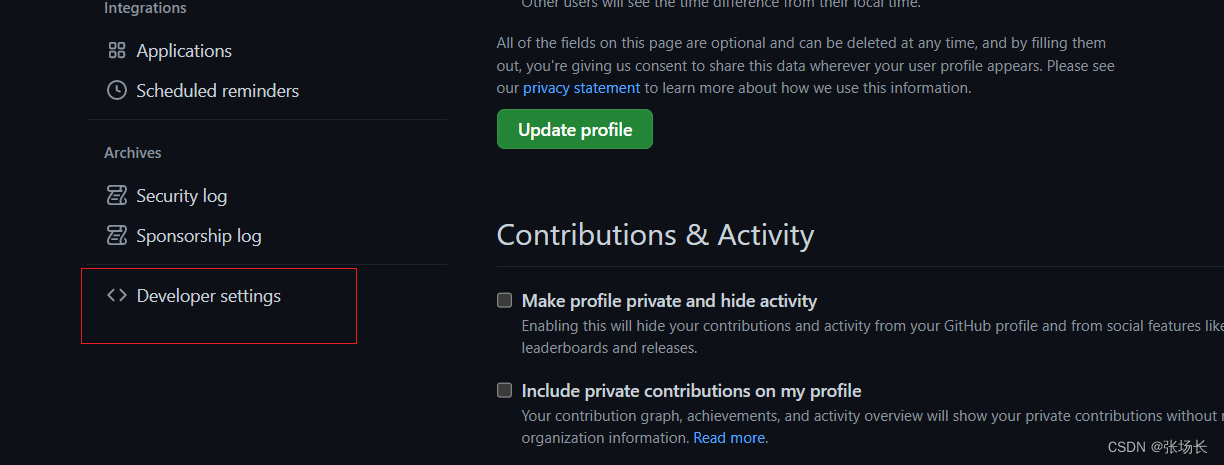 Integrations
Applications
Scheduled reminders
Archives
Security log
Sponsorship log
Developer settings
Other users will see the time difference from their local time.
All of the fields on this page are optional and can be deleted at any time, and by filling them
out, you're giving us consent to share this data wherever your user profile appears. Please see
our privacy statement to learn more about how we use this information.
Update profile
Contributions & Activity
Make profile private and hide activity
Enabling this will hide your contributions and activity from your GitHub profile and from social features like
leaderboards and releases.
Include private contributions on my profile
Your contribution graph, achievements, and activity overview will show your private contributions without
organization information. Read more.
CSDN @张场长